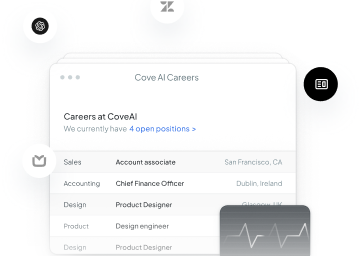 Cove AI Careers
Careers at CoveAI
We currently have 4 open positions >
Sales Account associate San Francisco, CA
Accounting Chief Finance Officer Dublin, Ireland
Design Product Designer Glasgow, UK
Product Design engineer
Design Product Designer